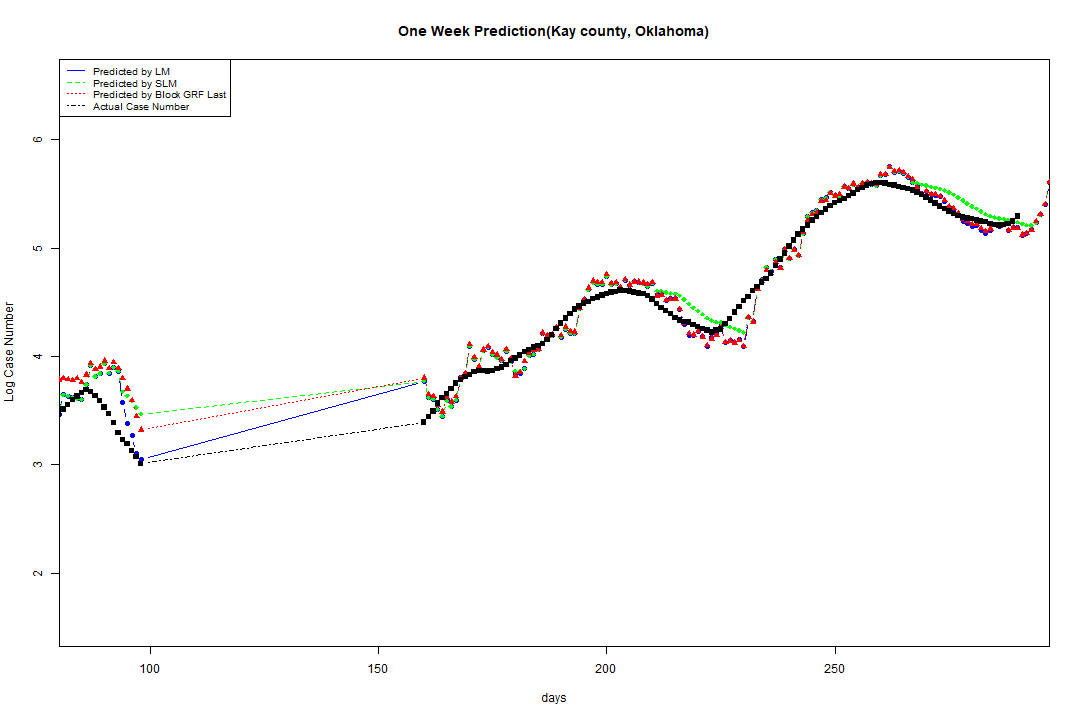 One Week Prediction(Kay county, Oklahoma)
Predicted by LM
Predicted by SLM
Predicted by Block GRF Last
Actual Case Number
6
5
4
3
2
Log Case Number
100 150 200 250
days